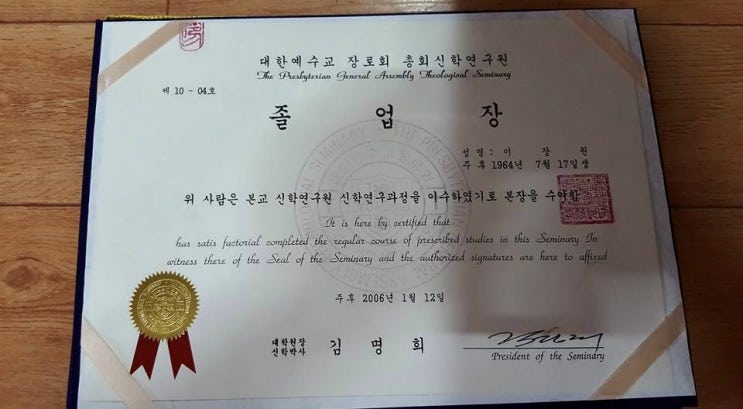 대한예수교 장로회 총회신학연구원
The Presbyterian General Assembly Theological Seminary
제 10 - 04호
졸 업 장
성 명 : 이 장 원
주 후 1964년 7월 17일생
위 사람은 본교 신학연구원 신학연구과정을 이수하였기로 본장을 수여함
It is here by certified that
has satis factorial completed the regular course of prescribed studies in this Seminary In
witness there of the Seal of the Seminary and the authorized signatures are here to affixed
주 후 2006년 1월 12일
대학원장
신학박사 김 명 희
President of the Seminary